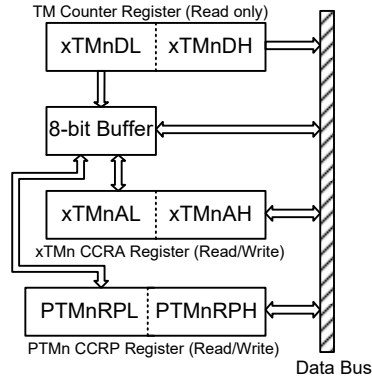 TM Counter Register (Read only)
xTMnDL xTMnDH
8-bit Buffer
xTMnAL xTMnAH
xTMn CCRA Register (Read/Write)
PTMnRPL PTMnRPH
PTMn CCRP Register (Read/Write)
Data Bus